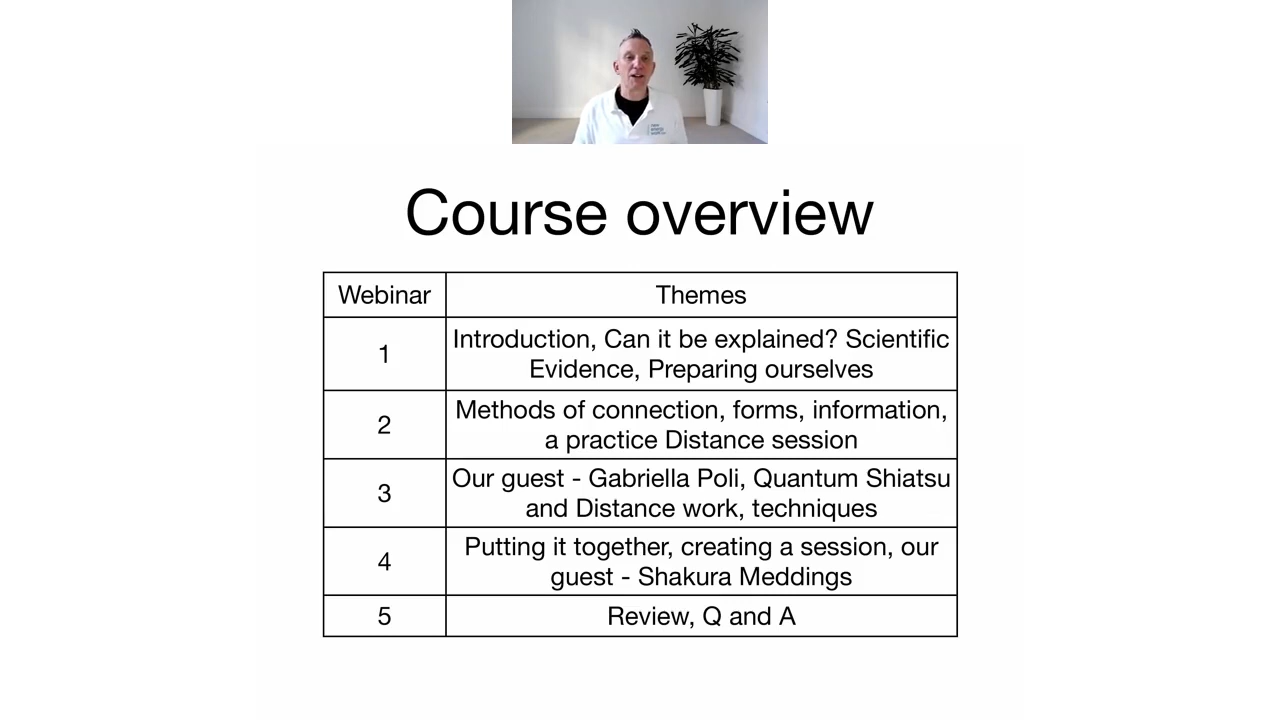 Course overview
Webinar
Themes
1
Introduction, Can it be explained? Scientific
Evidence, Preparing ourselves
2
Methods of connection, forms, information,
a practice Distance session
3
Our guest - Gabriella Poli, Quantum Shiatsu
and Distance work, techniques
4
Putting it together, creating a session, our
guest - Shakura Meddings
5
Review, Q and A